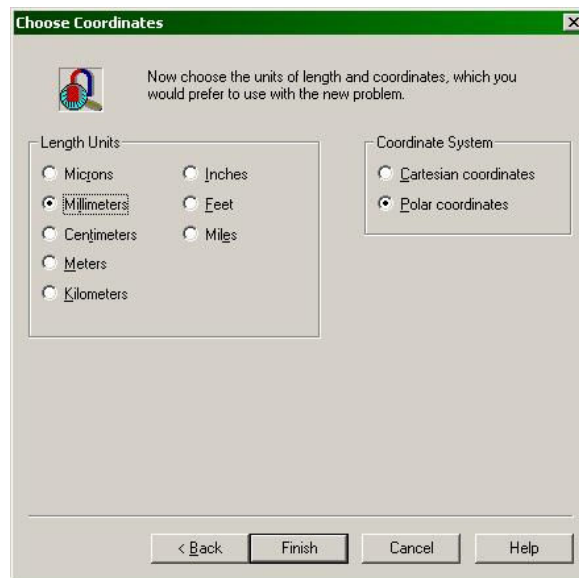 Choose Coordinates
Now choose the units of length and coordinates, which you
would prefer to use with the new problem.
Length Units
Microns
Millimeters
Centimeters
Meters
Kilometers
Inches
Feet
Miles
Coordinate System
Cartesian coordinates
Polar coordinates
< Back
Finish
Cancel
Help